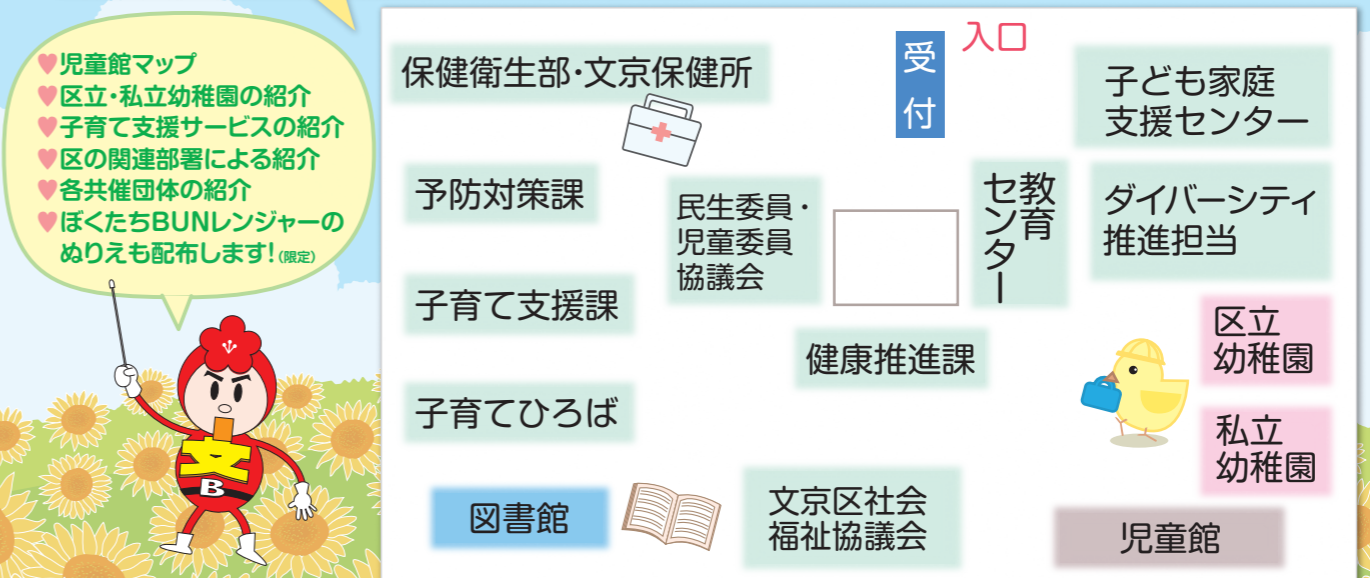 ♥児童館マップ
♥区立・私立幼稚園の紹介
♥子育て支援サービスの紹介
♥区の関連部署による紹介
♥各共催団体の紹介
♥ぼくたちBUNレンジャーの
ぬりえも配布します!(限定)
文
B
保健衛生部・文京保健所
受付
入口
子ども家庭
支援センター
予防対策課
民生委員・
児童委員
協議会
教育
センター
ダイバーシティ
推進担当
子育て支援課
健康推進課
区立
幼稚園
子育てひろば
私立
幼稚園
図書館
文京区社会
福祉協議会
児童館